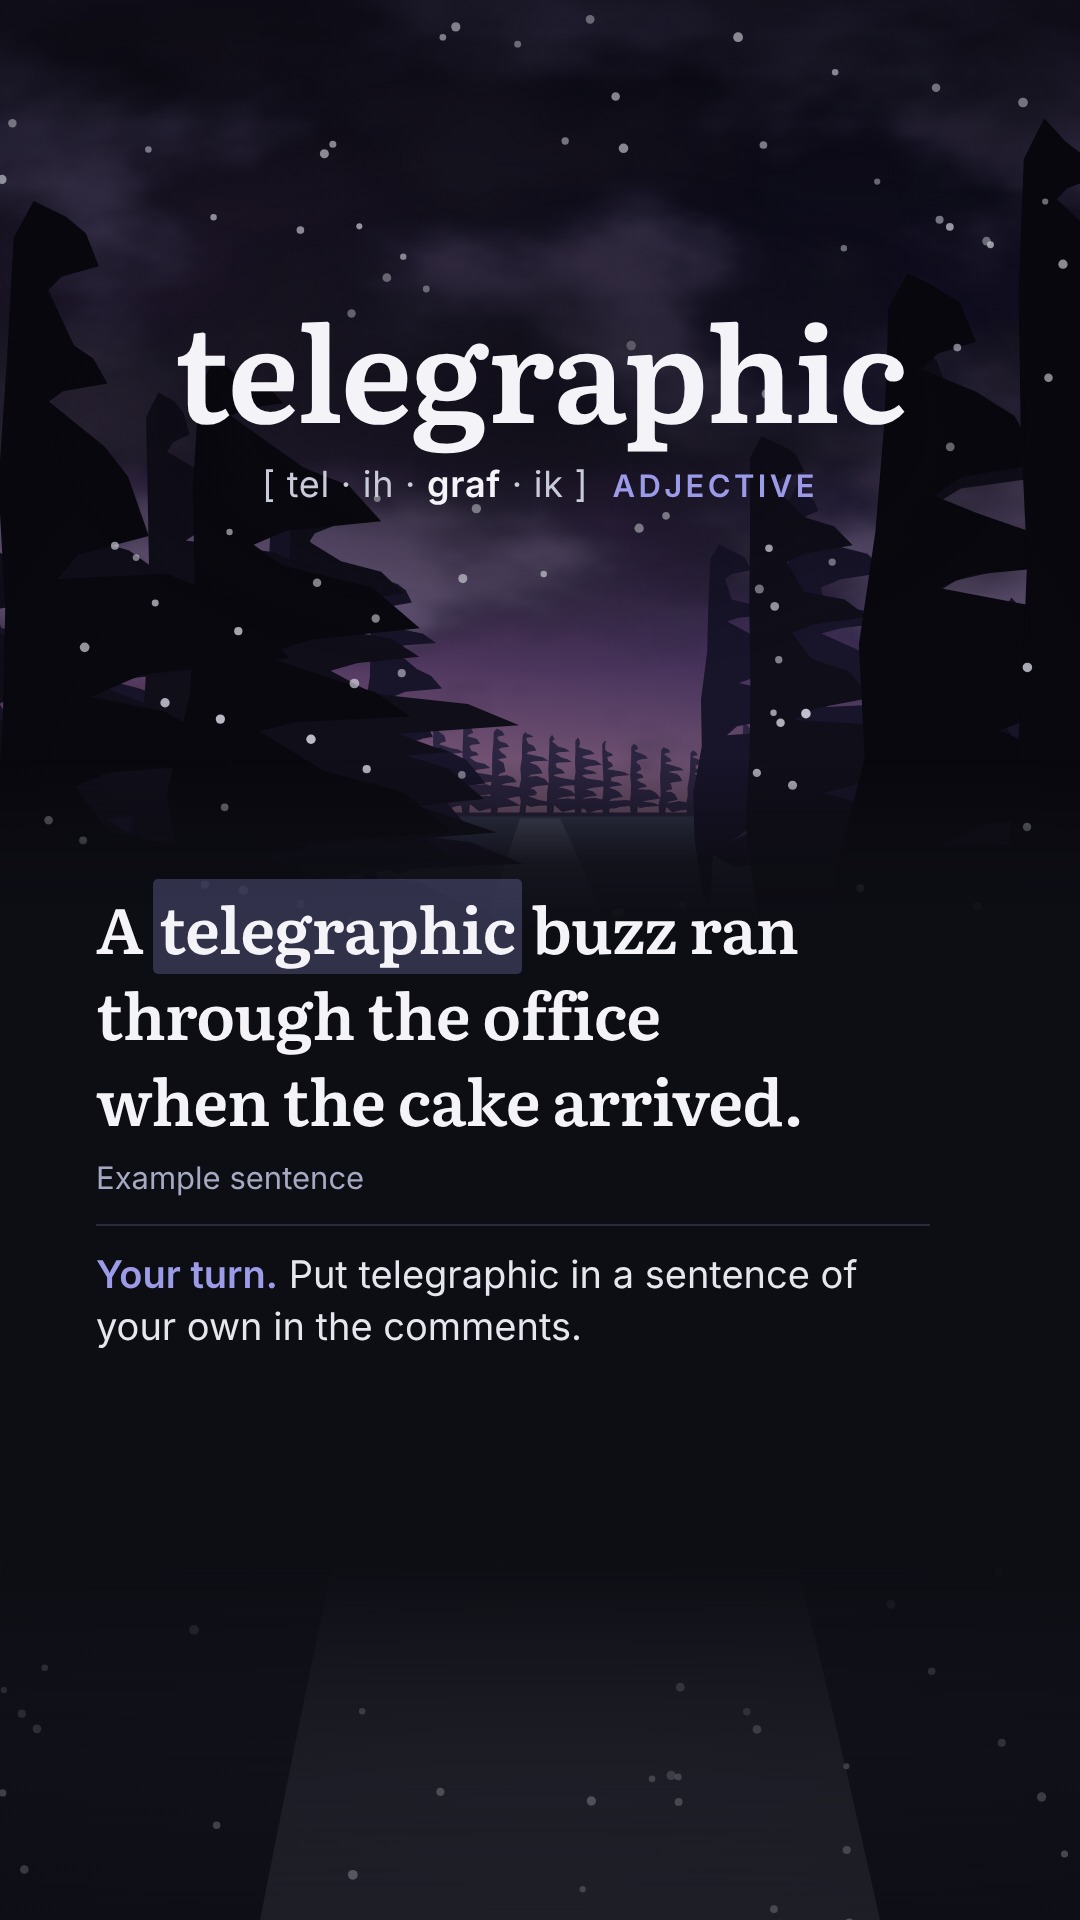 telegraphic
[ tel · ih · graf · ik ] ADJECTIVE
A telegraphic buzz ran
through the office
when the cake arrived.
Example sentence
Your turn. Put telegraphic in a sentence of
your own in the comments.